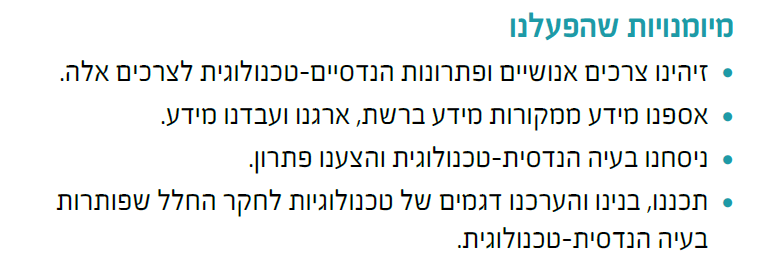 מיומנויות שהפעלנו
• זיהינו צרכים אנושיים ופתרונות הנדסיים-טכנולוגית לצרכים אלה.
• אספנו מידע ממקורות מידע ברשת, ארגנו ועבדנו מידע.
• ניסחנו בעיה הנדסית-טכנולוגית והצענו פתרון.
• תכננו, בנינו והערכנו דגמים של טכנולוגיות לחקר החלל שפותרות
בעיה הנדסית-טכנולוגית.